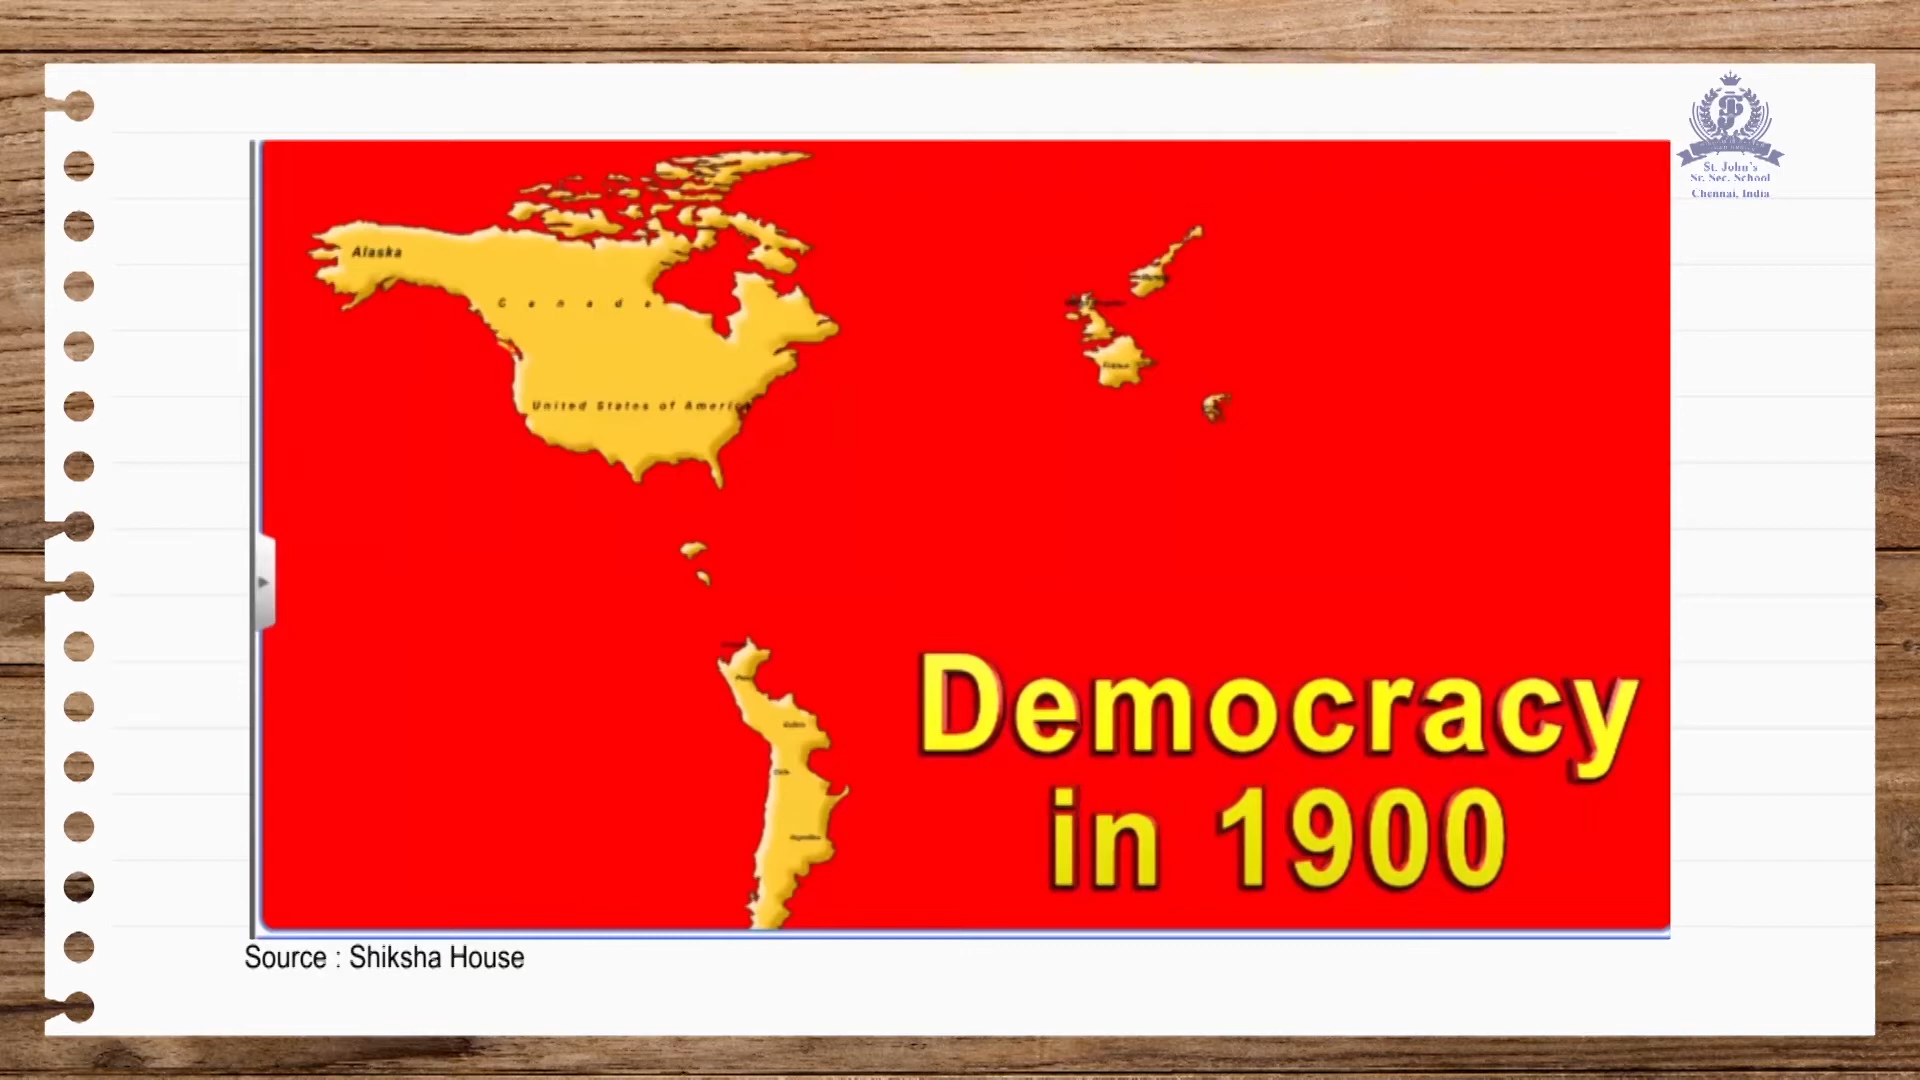 St. John's
Sr. Sec. School
Chennai, India
Alaska
Canada
United States of America
Democracy
in 1900
Source : Shiksha House